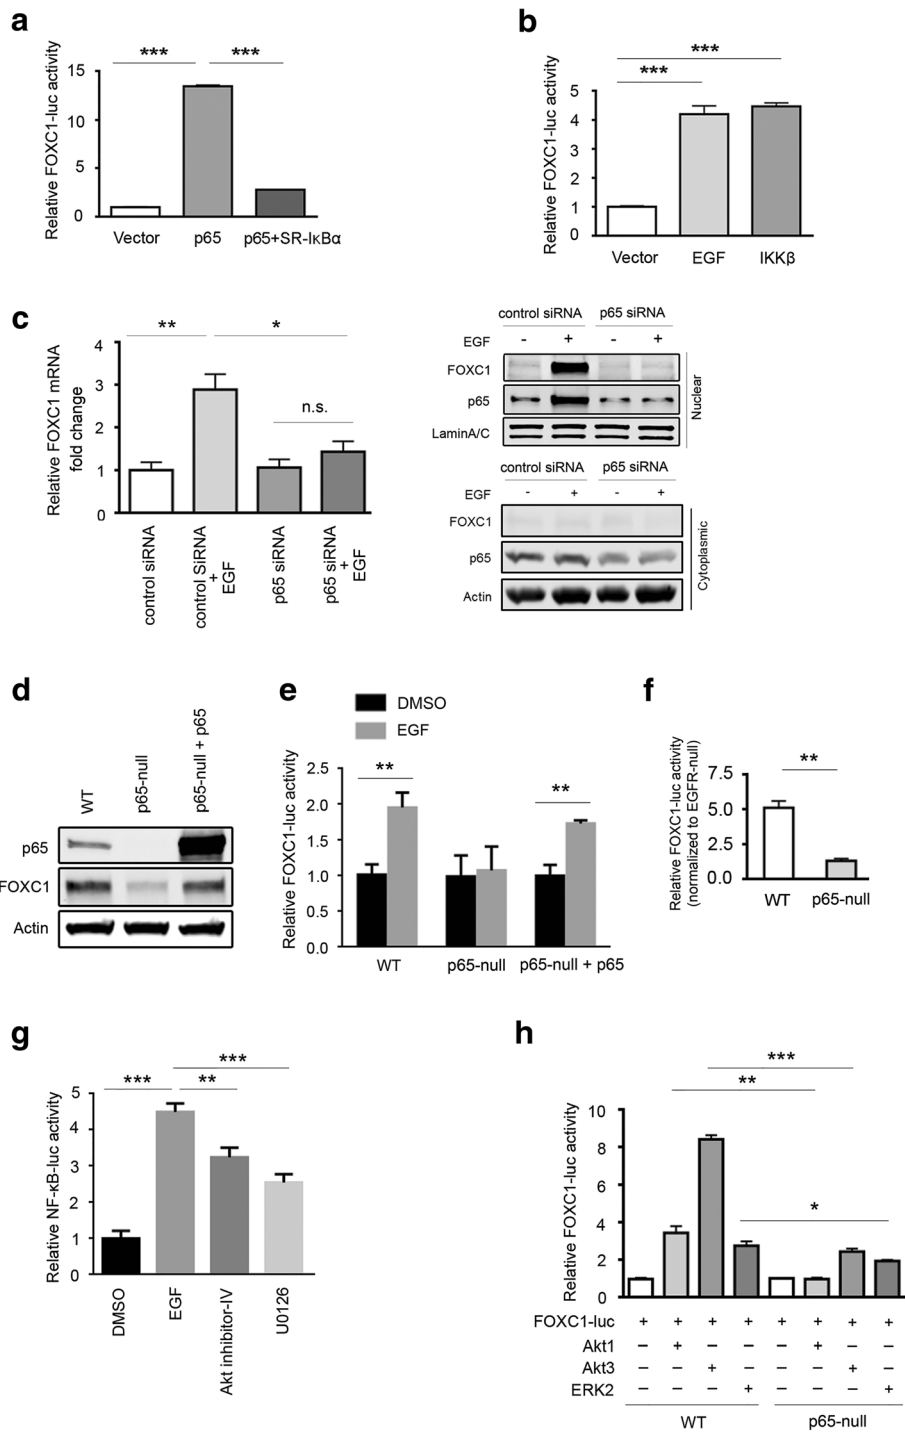 a
Relative FOXC1-luc activity
15
10
5
0
***
***
Vector
p65
p65+SR-IκBα
b
Relative FOXC1-luc activity
5
4
3
2
1
0
***
***
Vector
EGF
IKKβ
c
Relative FOXC1 mRNA
fold change
4
3
2
1
0
**
*
n.s.
control siRNA
control SiRNA
+
EGF
p65 siRNA
p65 siRNA
+
EGF
control siRNA
p65 siRNA
EGF
-
+
-
+
FOXC1
p65
LaminA/C
Nuclear
control siRNA
p65 siRNA
EGF
-
+
-
+
FOXC1
p65
Actin
Cytoplasmic
d
WT
p65-null
p65-null + p65
p65
FOXC1
Actin
e
DMSO
EGF
Relative FOXC1-luc activity
2.5
2.0
1.5
1.0
0.5
0.0
**
**
WT
p65-null
p65-null + p65
f
Relative FOXC1-luc activity
(normalized to EGFR-null)
7.5
5.0
2.5
0.0
**
WT
p65-null
g
Relative NF-κB-luc activity
5
4
3
2
1
0
***
***
**
DMSO
EGF
Akt inhibitor-IV
U0126
h
Relative FOXC1-luc activity
10
8
6
4
2
0
***
**
*
FOXC1-luc + + + + + + + +
Akt1 – + – – – + – –
Akt3 – – + – – – + –
ERK2 – – – + – – – +
WT
p65-null